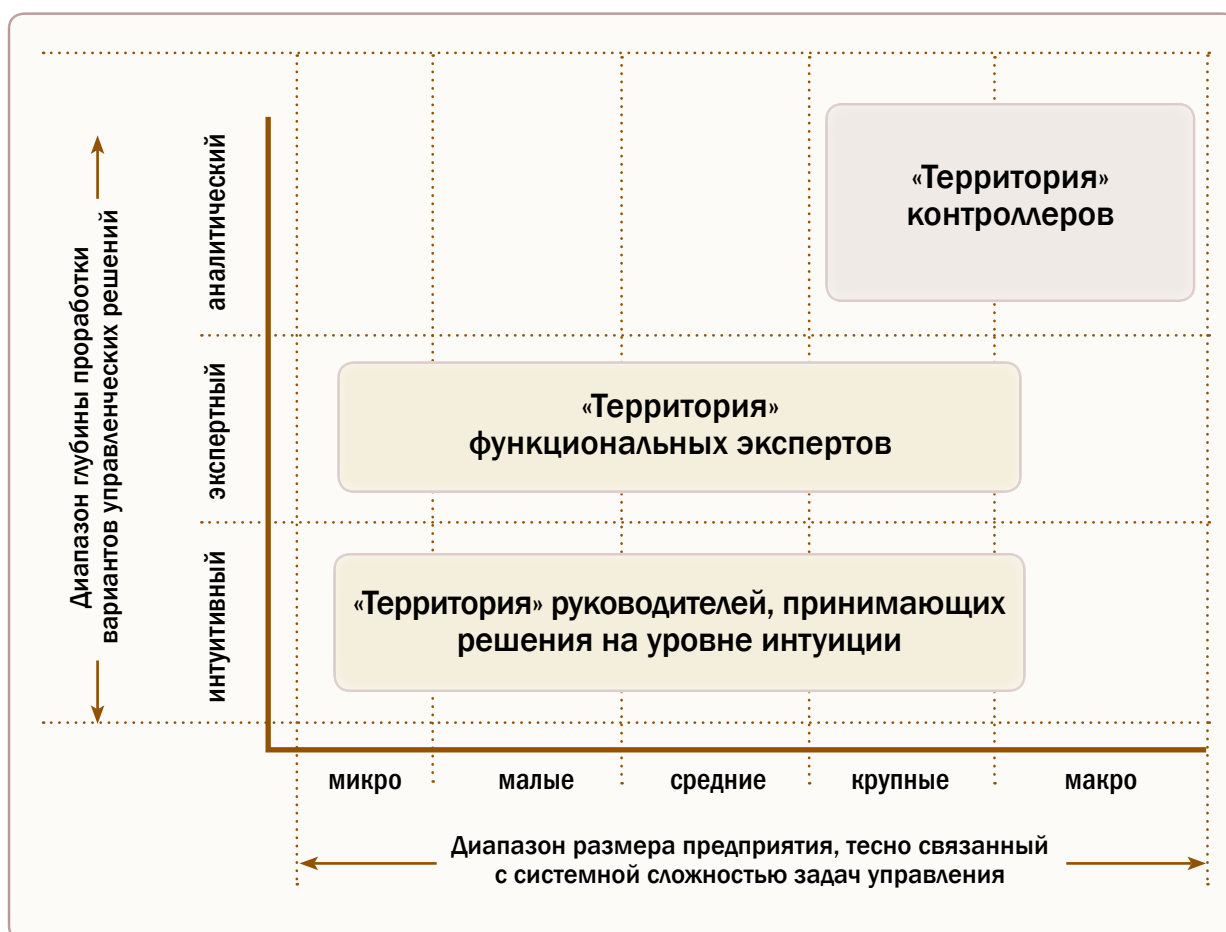 Диапазон глубины проработки
вариантов управленческих решений
аналитический
экспертный
интуитивный
«Территория»
контроллеров
«Территория»
функциональных экспертов
«Территория» руководителей, принимающих
решения на уровне интуиции
микро
малые
средние
крупные
макро
Диапазон размера предприятия, тесно связанный
с системной сложностью задач управления